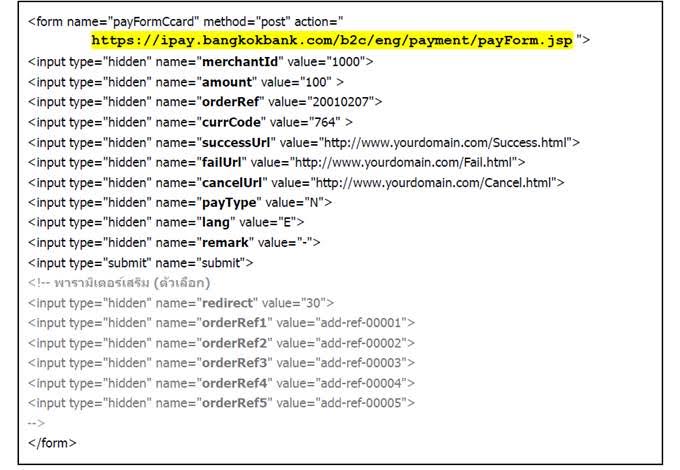 <form name="payFormCcard" method="post" action="
https://ipay.bangkokbank.com/b2c/eng/payment/payForm.jsp ">
<input type="hidden" name="merchantId" value="1000">
<input type="hidden" name="amount" value="100" >
<input type="hidden" name="orderRef" value="20010207">
<input type="hidden" name="currCode" value="764" >
<input type="hidden" name="successUrl" value="http://www.yourdomain.com/Success.html">
<input type="hidden" name="failUrl" value="http://www.yourdomain.com/Fail.html">
<input type="hidden" name="cancelUrl" value="http://www.yourdomain.com/Cancel.html">
<input type="hidden" name="payType" value="N">
<input type="hidden" name="lang" value="E">
<input type="hidden" name="remark" value="-">
<input type="submit" name="submit">
<!-- พารามิเตอร์เสริม (ตัวเลือก)
<input type="hidden" name="redirect" value="30">
<input type="hidden" name="orderRef1" value="add-ref-00001">
<input type="hidden" name="orderRef2" value="add-ref-00002">
<input type="hidden" name="orderRef3" value="add-ref-00003">
<input type="hidden" name="orderRef4" value="add-ref-00004">
<input type="hidden" name="orderRef5" value="add-ref-00005">
-->
</form>